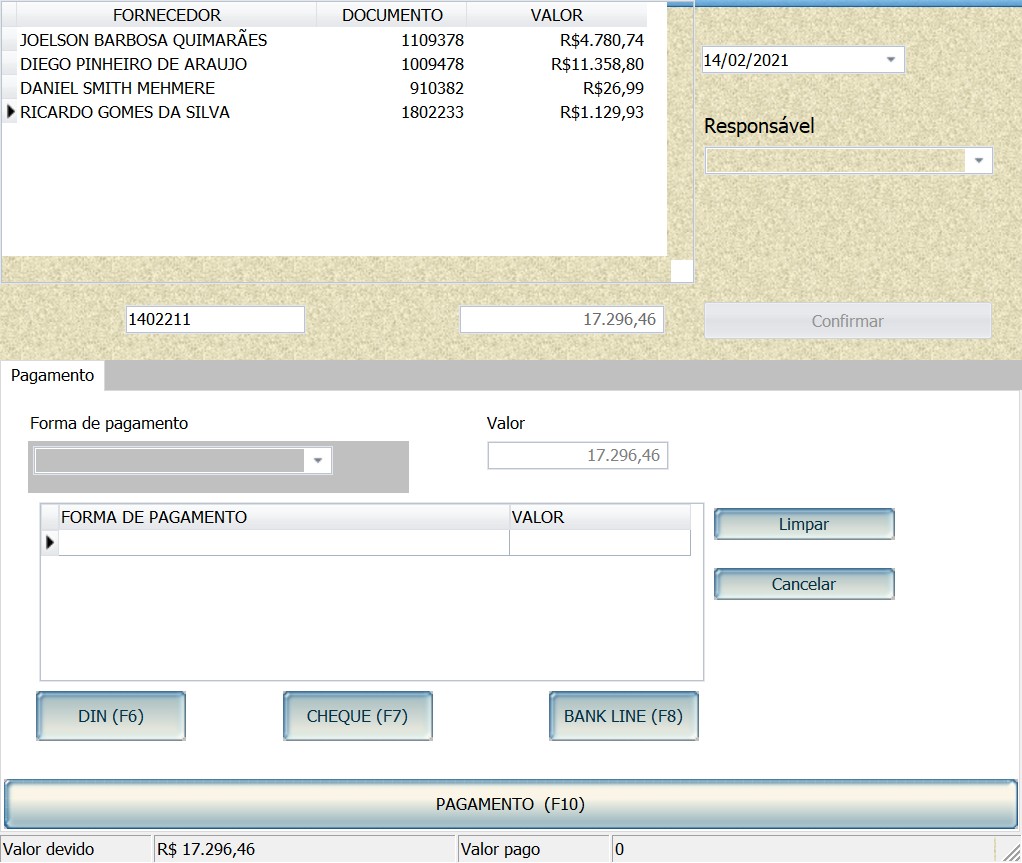 FORNECEDOR DOCUMENTO VALOR
JOELSON BARBOSA QUIMARÃES 1109378 R$4.780,74
DIEGO PINHEIRO DE ARAUJO 1009478 R$11.358,80
DANIEL SMITH MEHMERE 910382 R$26,99
RICARDO GOMES DA SILVA 1802233 R$1.129,93
14/02/2021
Responsável
1402211 17.296,46 Confirmar
Pagamento
Forma de pagamento Valor
17.296,46
FORMA DE PAGAMENTO VALOR
Limpar
Cancelar
DIN (F6) CHEQUE (F7) BANK LINE (F8)
PAGAMENTO (F10)
Valor devido R$ 17.296,46 Valor pago 0